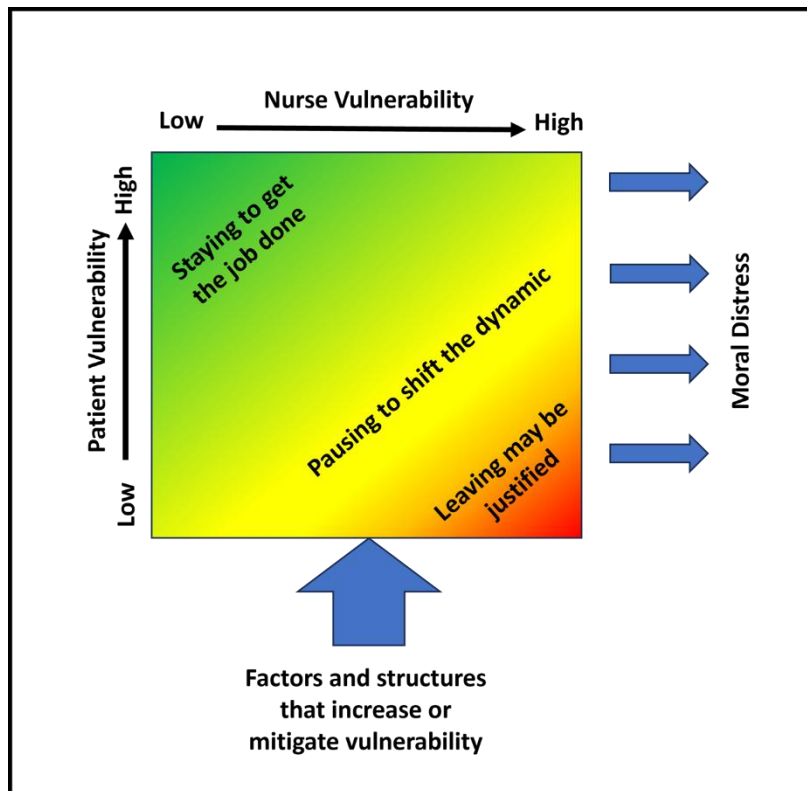 Nurse Vulnerability
Low
High
Patient Vulnerability
High
Low
Staying to get
the job done
Pausing to shift the dynamic
Leaving may be
justified
Moral Distress
Factors and structures
that increase or
mitigate vulnerability